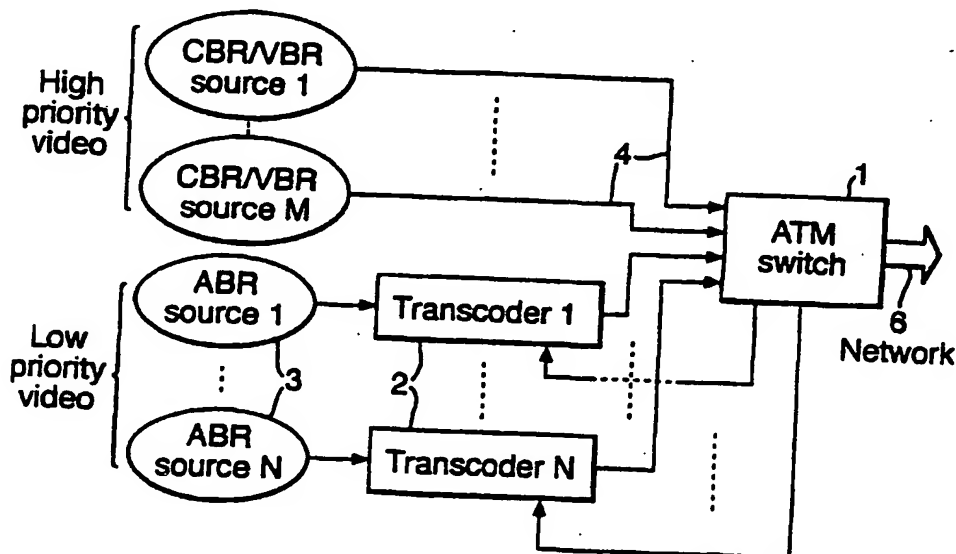 High
priority
video
CBR/VBR
source 1
CBR/VBR
source M
4
1
ATM
switch
6
Network
Low
priority
video
ABR
source 1
3
ABR
source N
Transcoder 1
2
Transcoder N